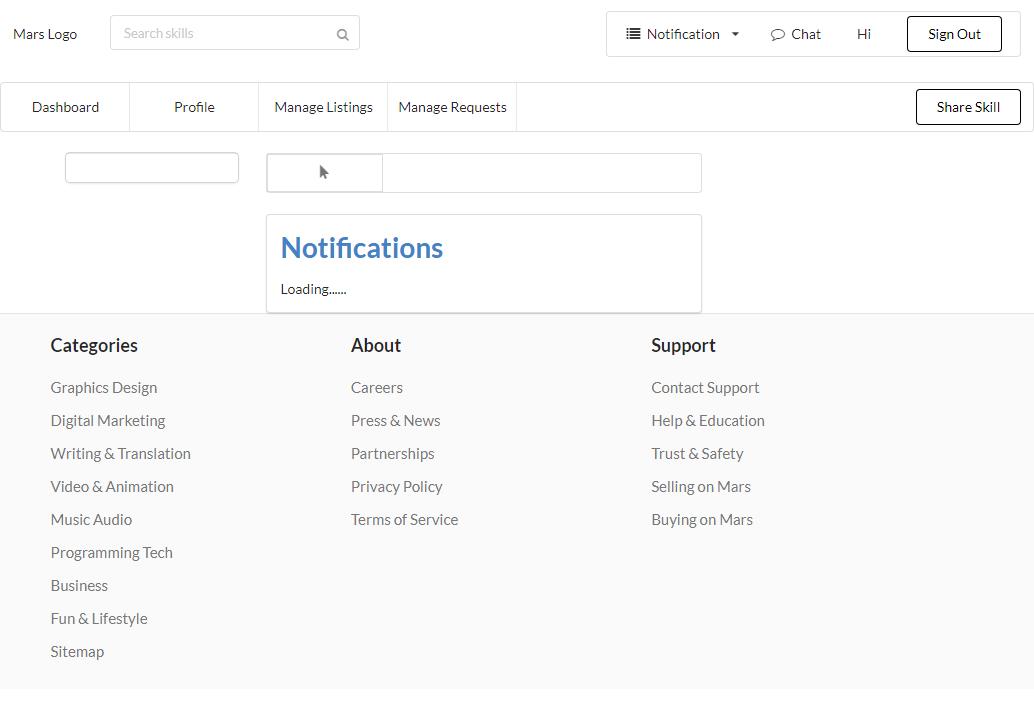 Mars Logo
Search skills
Notification
Chat
Hi
Sign Out
Dashboard
Profile
Manage Listings
Manage Requests
Share Skill
Notifications
Loading......
Categories
Graphics Design
Digital Marketing
Writing & Translation
Video & Animation
Music Audio
Programming Tech
Business
Fun & Lifestyle
Sitemap
About
Careers
Press & News
Partnerships
Privacy Policy
Terms of Service
Support
Contact Support
Help & Education
Trust & Safety
Selling on Mars
Buying on Mars